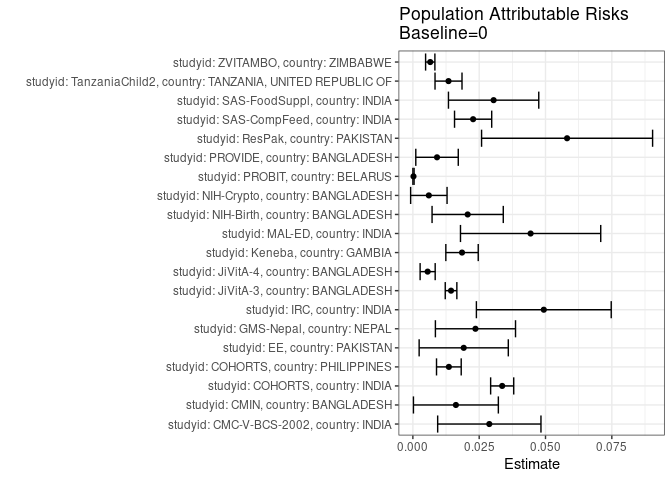 Population Attributable Risks
Baseline=0
studyid: ZVITAMBO, country: ZIMBABWE
studyid: TanzaniaChild2, country: TANZANIA, UNITED REPUBLIC OF
studyid: SAS-FoodSuppl, country: INDIA
studyid: SAS-CompFeed, country: INDIA
studyid: ResPak, country: PAKISTAN
studyid: PROVIDE, country: BANGLADESH
studyid: PROBIT, country: BELARUS
studyid: NIH-Crypto, country: BANGLADESH
studyid: NIH-Birth, country: BANGLADESH
studyid: MAL-ED, country: INDIA
studyid: Keneba, country: GAMBIA
studyid: JiVitA-4, country: BANGLADESH
studyid: JiVitA-3, country: BANGLADESH
studyid: IRC, country: INDIA
studyid: GMS-Nepal, country: NEPAL
studyid: EE, country: PAKISTAN
studyid: COHORTS, country: PHILIPPINES
studyid: COHORTS, country: INDIA
studyid: CMIN, country: BANGLADESH
studyid: CMC-V-BCS-2002, country: INDIA
0.000 0.025 0.050 0.075
Estimate